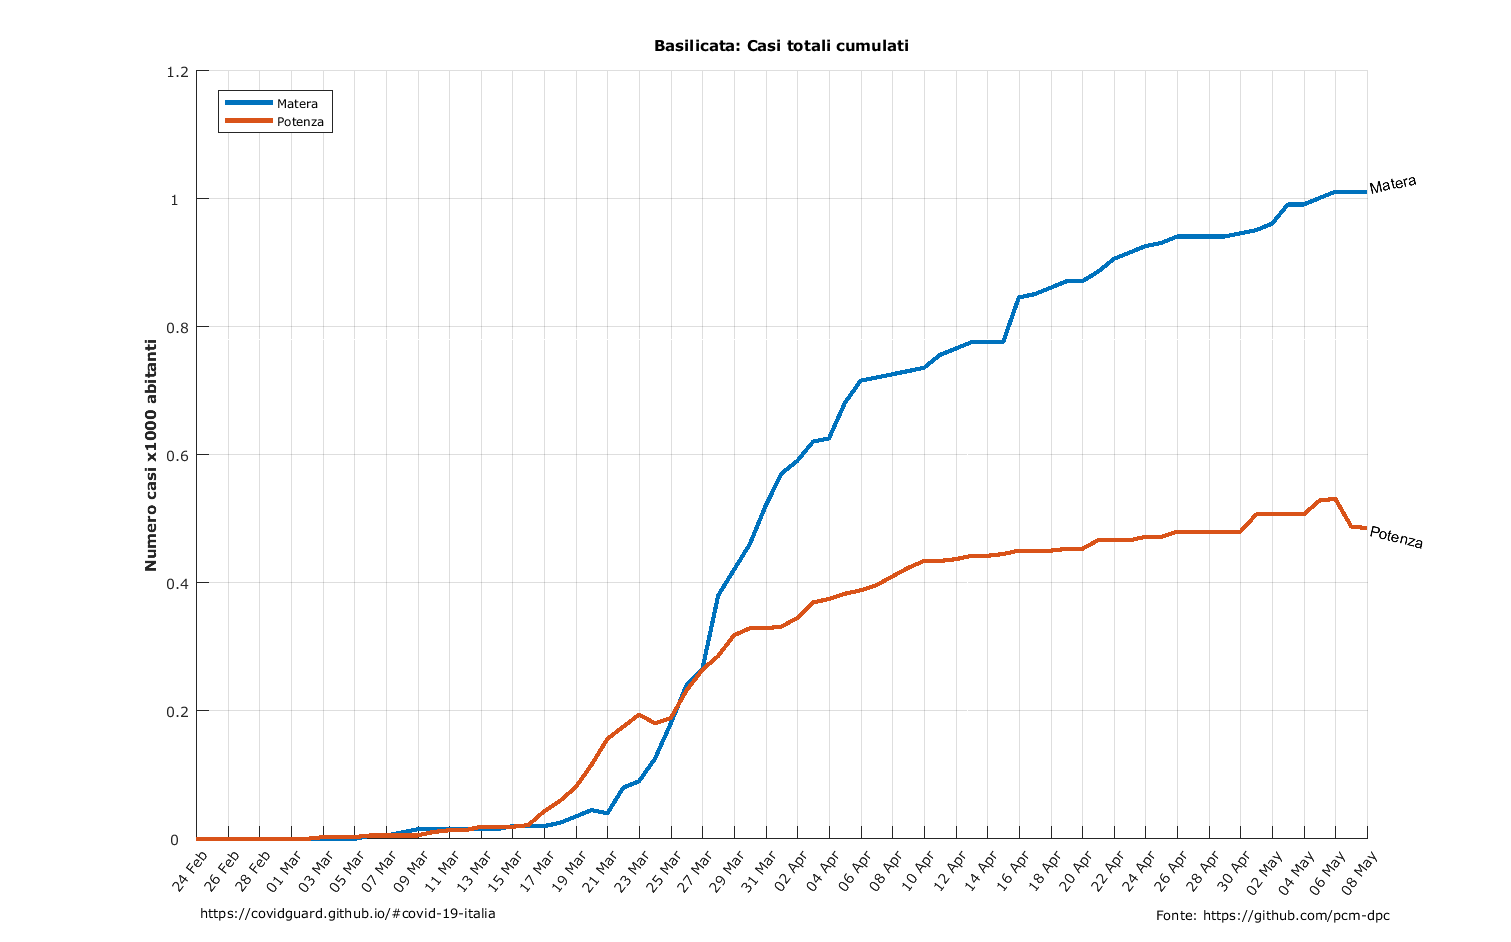 Basilicata: Casi totali cumulati
Numero casi x1000 abitanti
1.2
1
0.8
0.6
0.4
0.2
0
Matera
Potenza
Matera
Potenza
24 Feb
26 Feb
28 Feb
01 Mar
03 Mar
05 Mar
07 Mar
09 Mar
11 Mar
13 Mar
15 Mar
17 Mar
19 Mar
21 Mar
23 Mar
25 Mar
27 Mar
29 Mar
31 Mar
02 Apr
04 Apr
06 Apr
08 Apr
10 Apr
12 Apr
14 Apr
16 Apr
18 Apr
20 Apr
22 Apr
24 Apr
26 Apr
28 Apr
30 Apr
02 May
04 May
06 May
08 May
https://covidguard.github.io/#covid-19-italia
Fonte: https://github.com/pcm-dpc